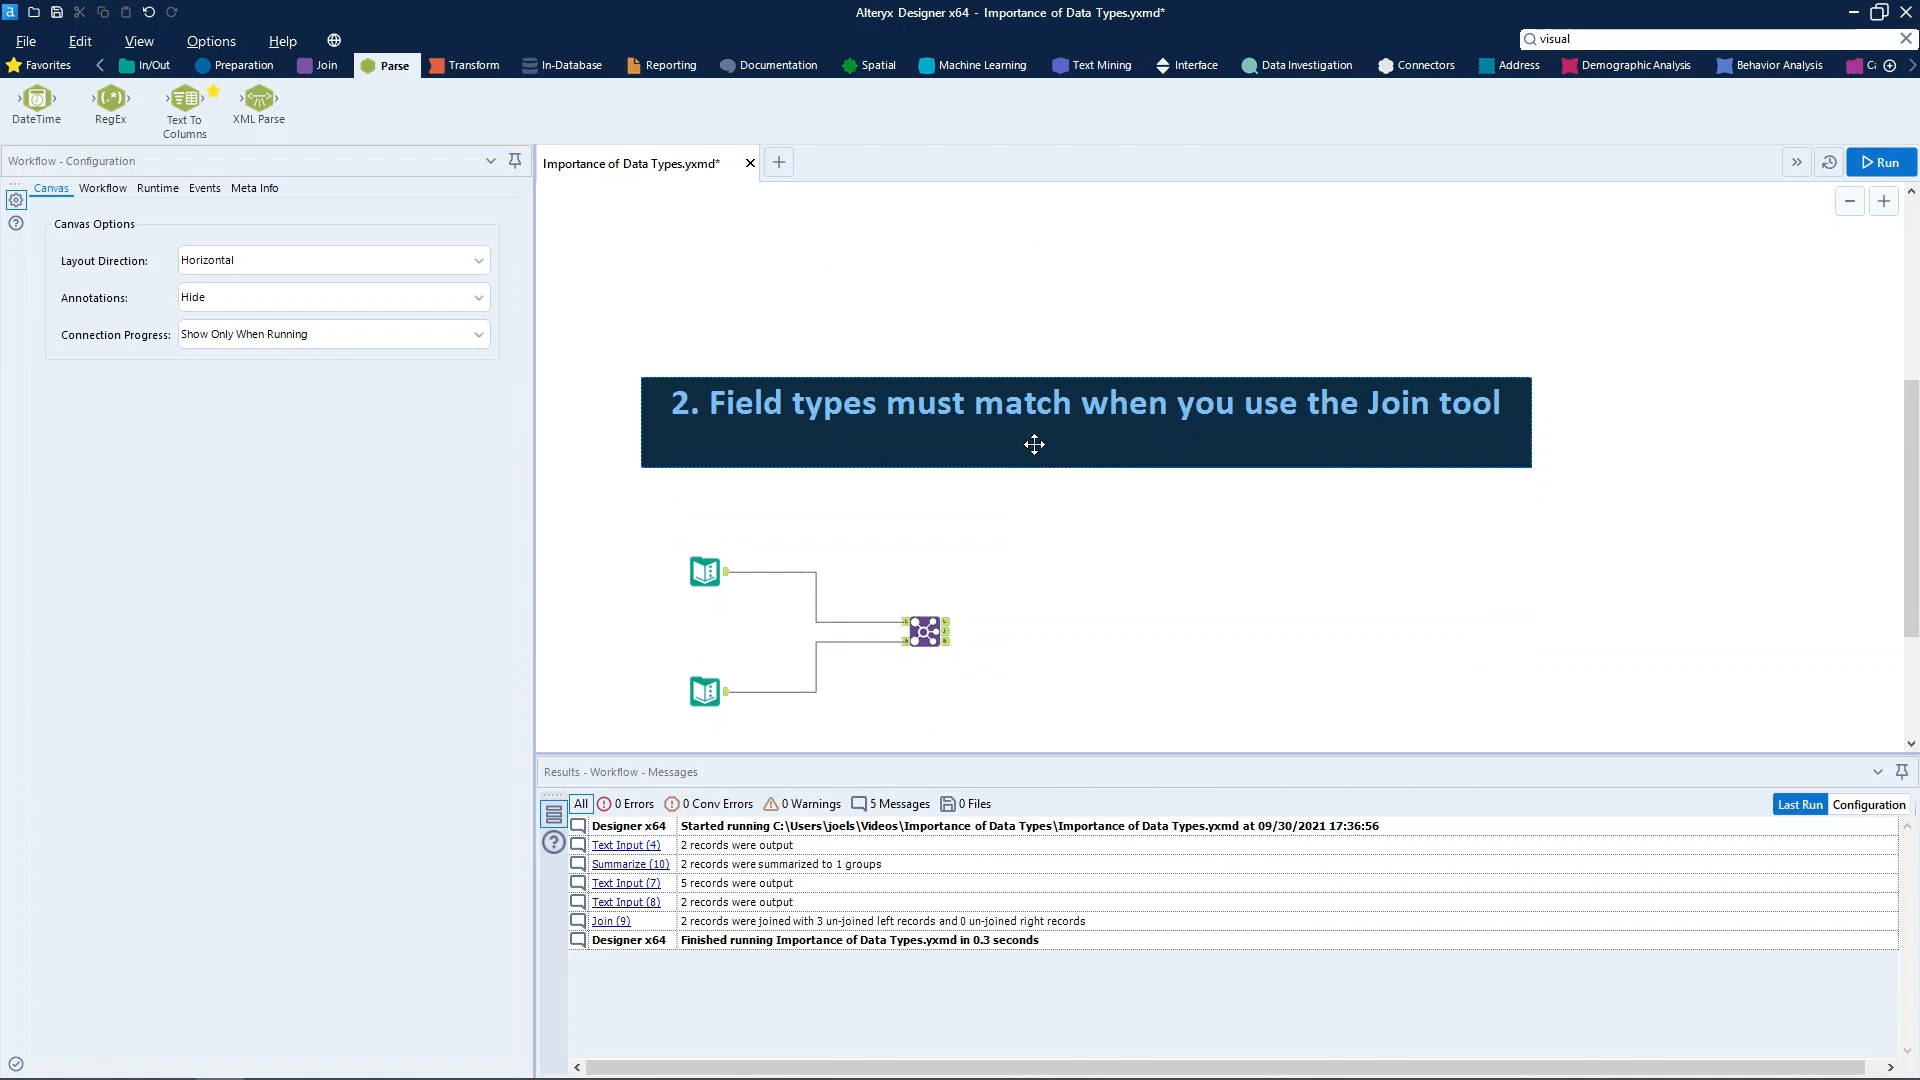 Alteryx Designer x64 - Importance of Data Types.yxmd*
File Edit View Options Help
visual
Favorites In/Out Preparation Join Parse Transform In-Database Reporting Documentation Spatial Machine Learning Text Mining Interface Data Investigation Connectors Address Demographic Analysis Behavior Analysis
DateTime RegEx Text To Columns XML Parse
Workflow - Configuration
Importance of Data Types.yxmd*
Run
Canvas Workflow Runtime Events Meta Info
Canvas Options
Layout Direction: Horizontal
Annotations: Hide
Connection Progress: Show Only When Running
2. Field types must match when you use the Join tool
Results - Workflow - Messages
All 0 Errors 0 Conv Errors 0 Warnings 5 Messages 0 Files Last Run Configuration
Designer x64 Started running C:\Users\joels\Videos\Importance of Data Types\Importance of Data Types.yxmd at 09/30/2021 17:36:56
Text Input (4) 2 records were output
Summarize (10) 2 records were summarized to 1 groups
Text Input (7) 5 records were output
Text Input (8) 2 records were output
Join (9) 2 records were joined with 3 un-joined left records and 0 un-joined right records
Designer x64 Finished running Importance of Data Types.yxmd in 0.3 seconds